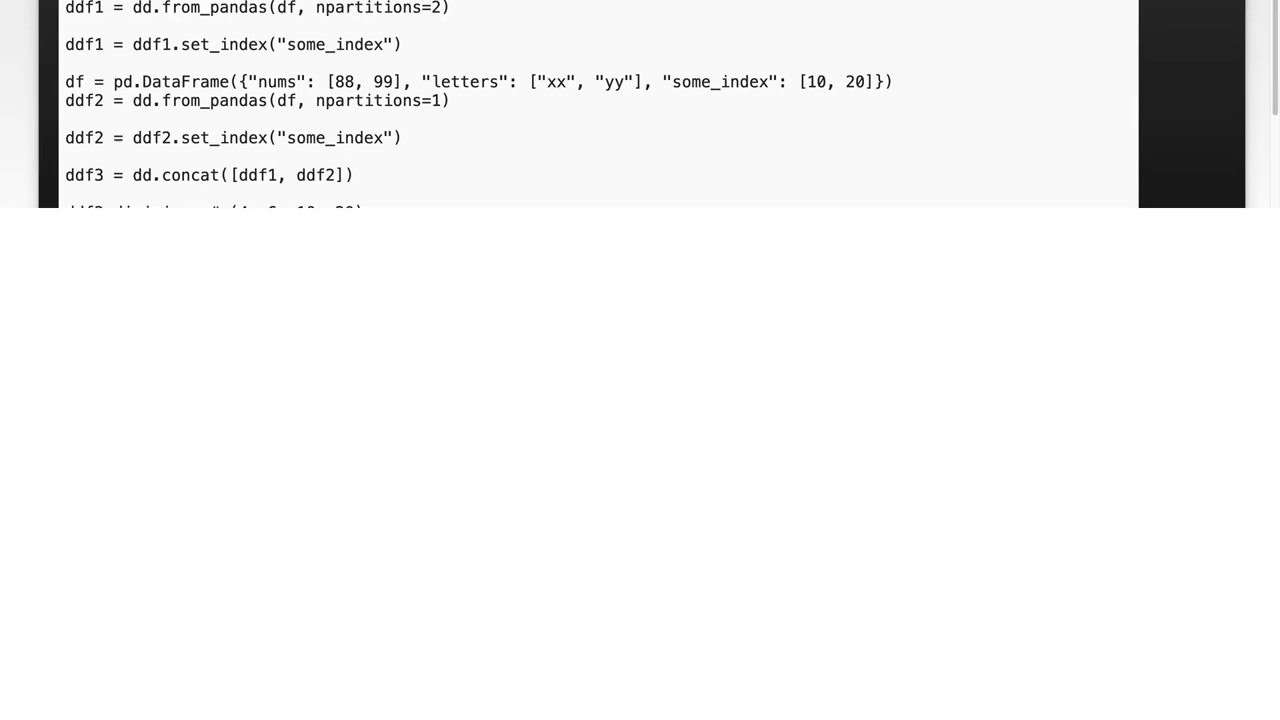 ddf1 = dd.from_pandas(df, npartitions=2)
ddf1 = ddf1.set_index("some_index")
df = pd.DataFrame({"nums": [88, 99], "letters": ["xx", "yy"], "some_index": [10, 20]})
ddf2 = dd.from_pandas(df, npartitions=1)
ddf2 = ddf2.set_index("some_index")
ddf3 = dd.concat([ddf1, ddf2])